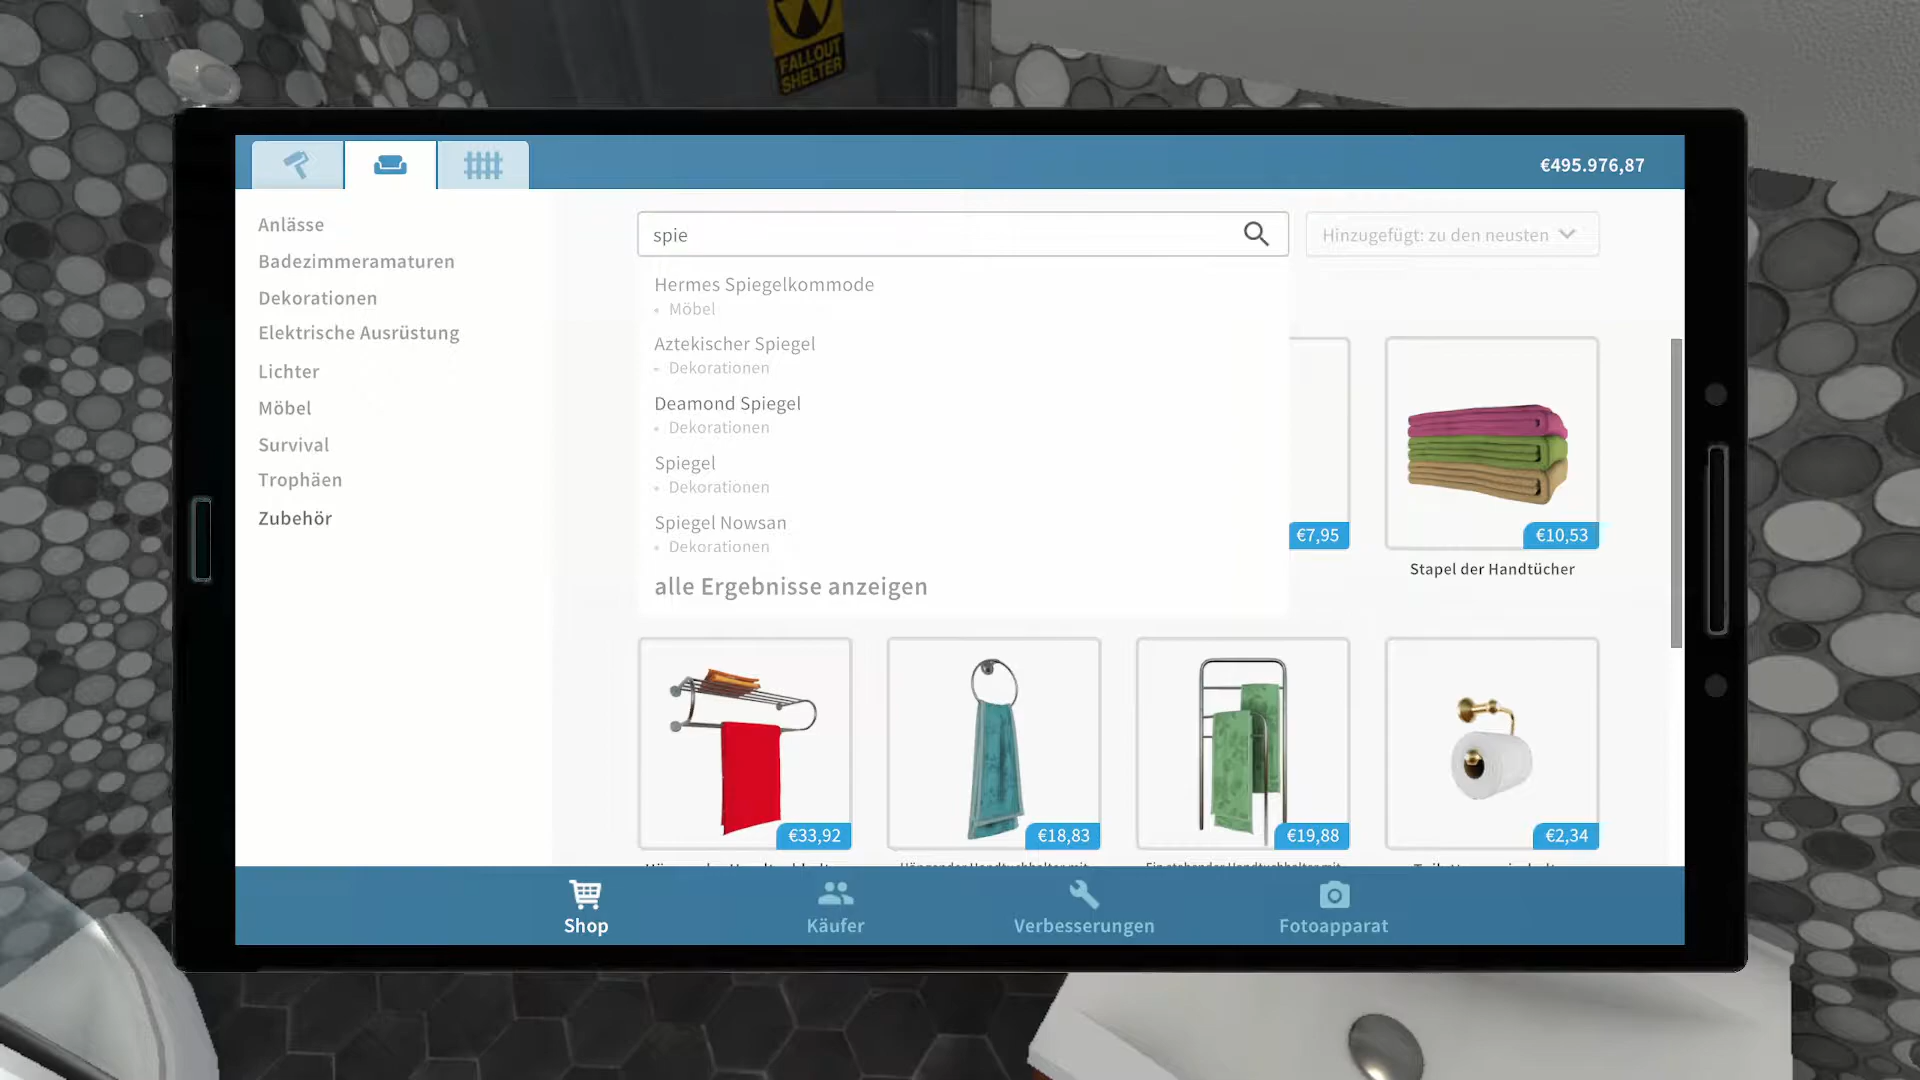 FALLOUT
SHELTER
€495.976,87
Anlässe
Badezimmeramaturen
Dekorationen
Elektrische Ausrüstung
Lichter
Möbel
Survival
Trophäen
Zubehör
spie
Hinzugefügt: zu den neusten
Hermes Spiegelkommode
• Möbel
Aztekischer Spiegel
• Dekorationen
Deamond Spiegel
• Dekorationen
Spiegel
• Dekorationen
Spiegel Nowsan
• Dekorationen
alle Ergebnisse anzeigen
€7,95
€10,53
Stapel der Handtücher
€33,92
€18,83
€19,88
€2,34
Shop
Käufer
Verbesserungen
Fotoapparat